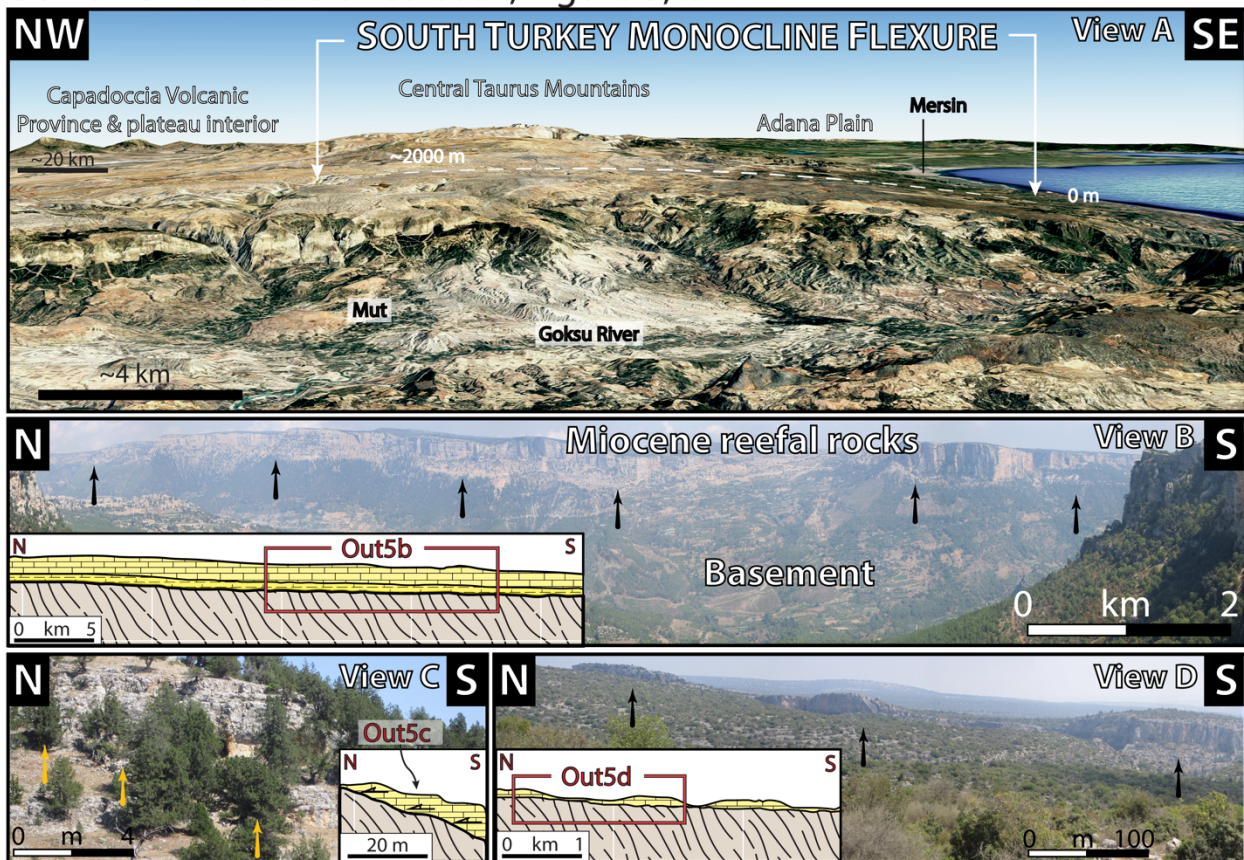 NW
SOUTH TURKEY MONOCLINE FLEXURE
View A
SE
Capadoccia Volcanic
Province & plateau interior
Central Taurus Mountains
Adana Plain
Mersin
~20 km
~2000 m
0 m
Mut
Goksu River
~4 km
N
Miocene reefal rocks
View B
S
N
Out5b
S
Basement
0 km 5
0 km 2
N
View C
S
Out5c
N
S
0 m 4
20 m
N
View D
S
N
Out5d
S
0 km 1
0 m 100